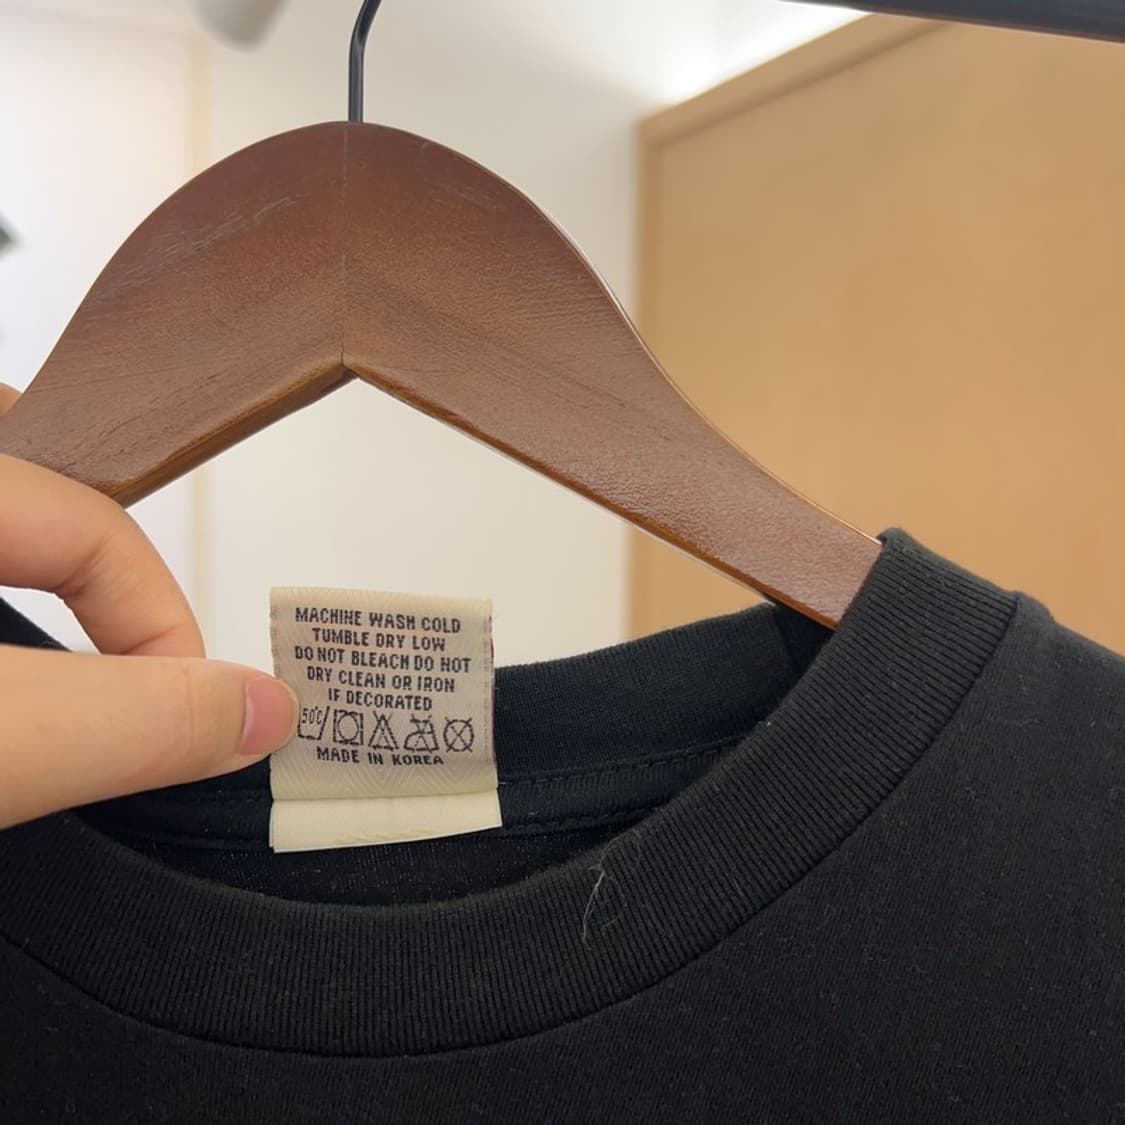 MACHINE WASH COLD
TUMBLE DRY LOW
DO NOT BLEACH DO NOT
DRY CLEAN OR IRON
IF DECORATED
50°C
MADE IN KOREA